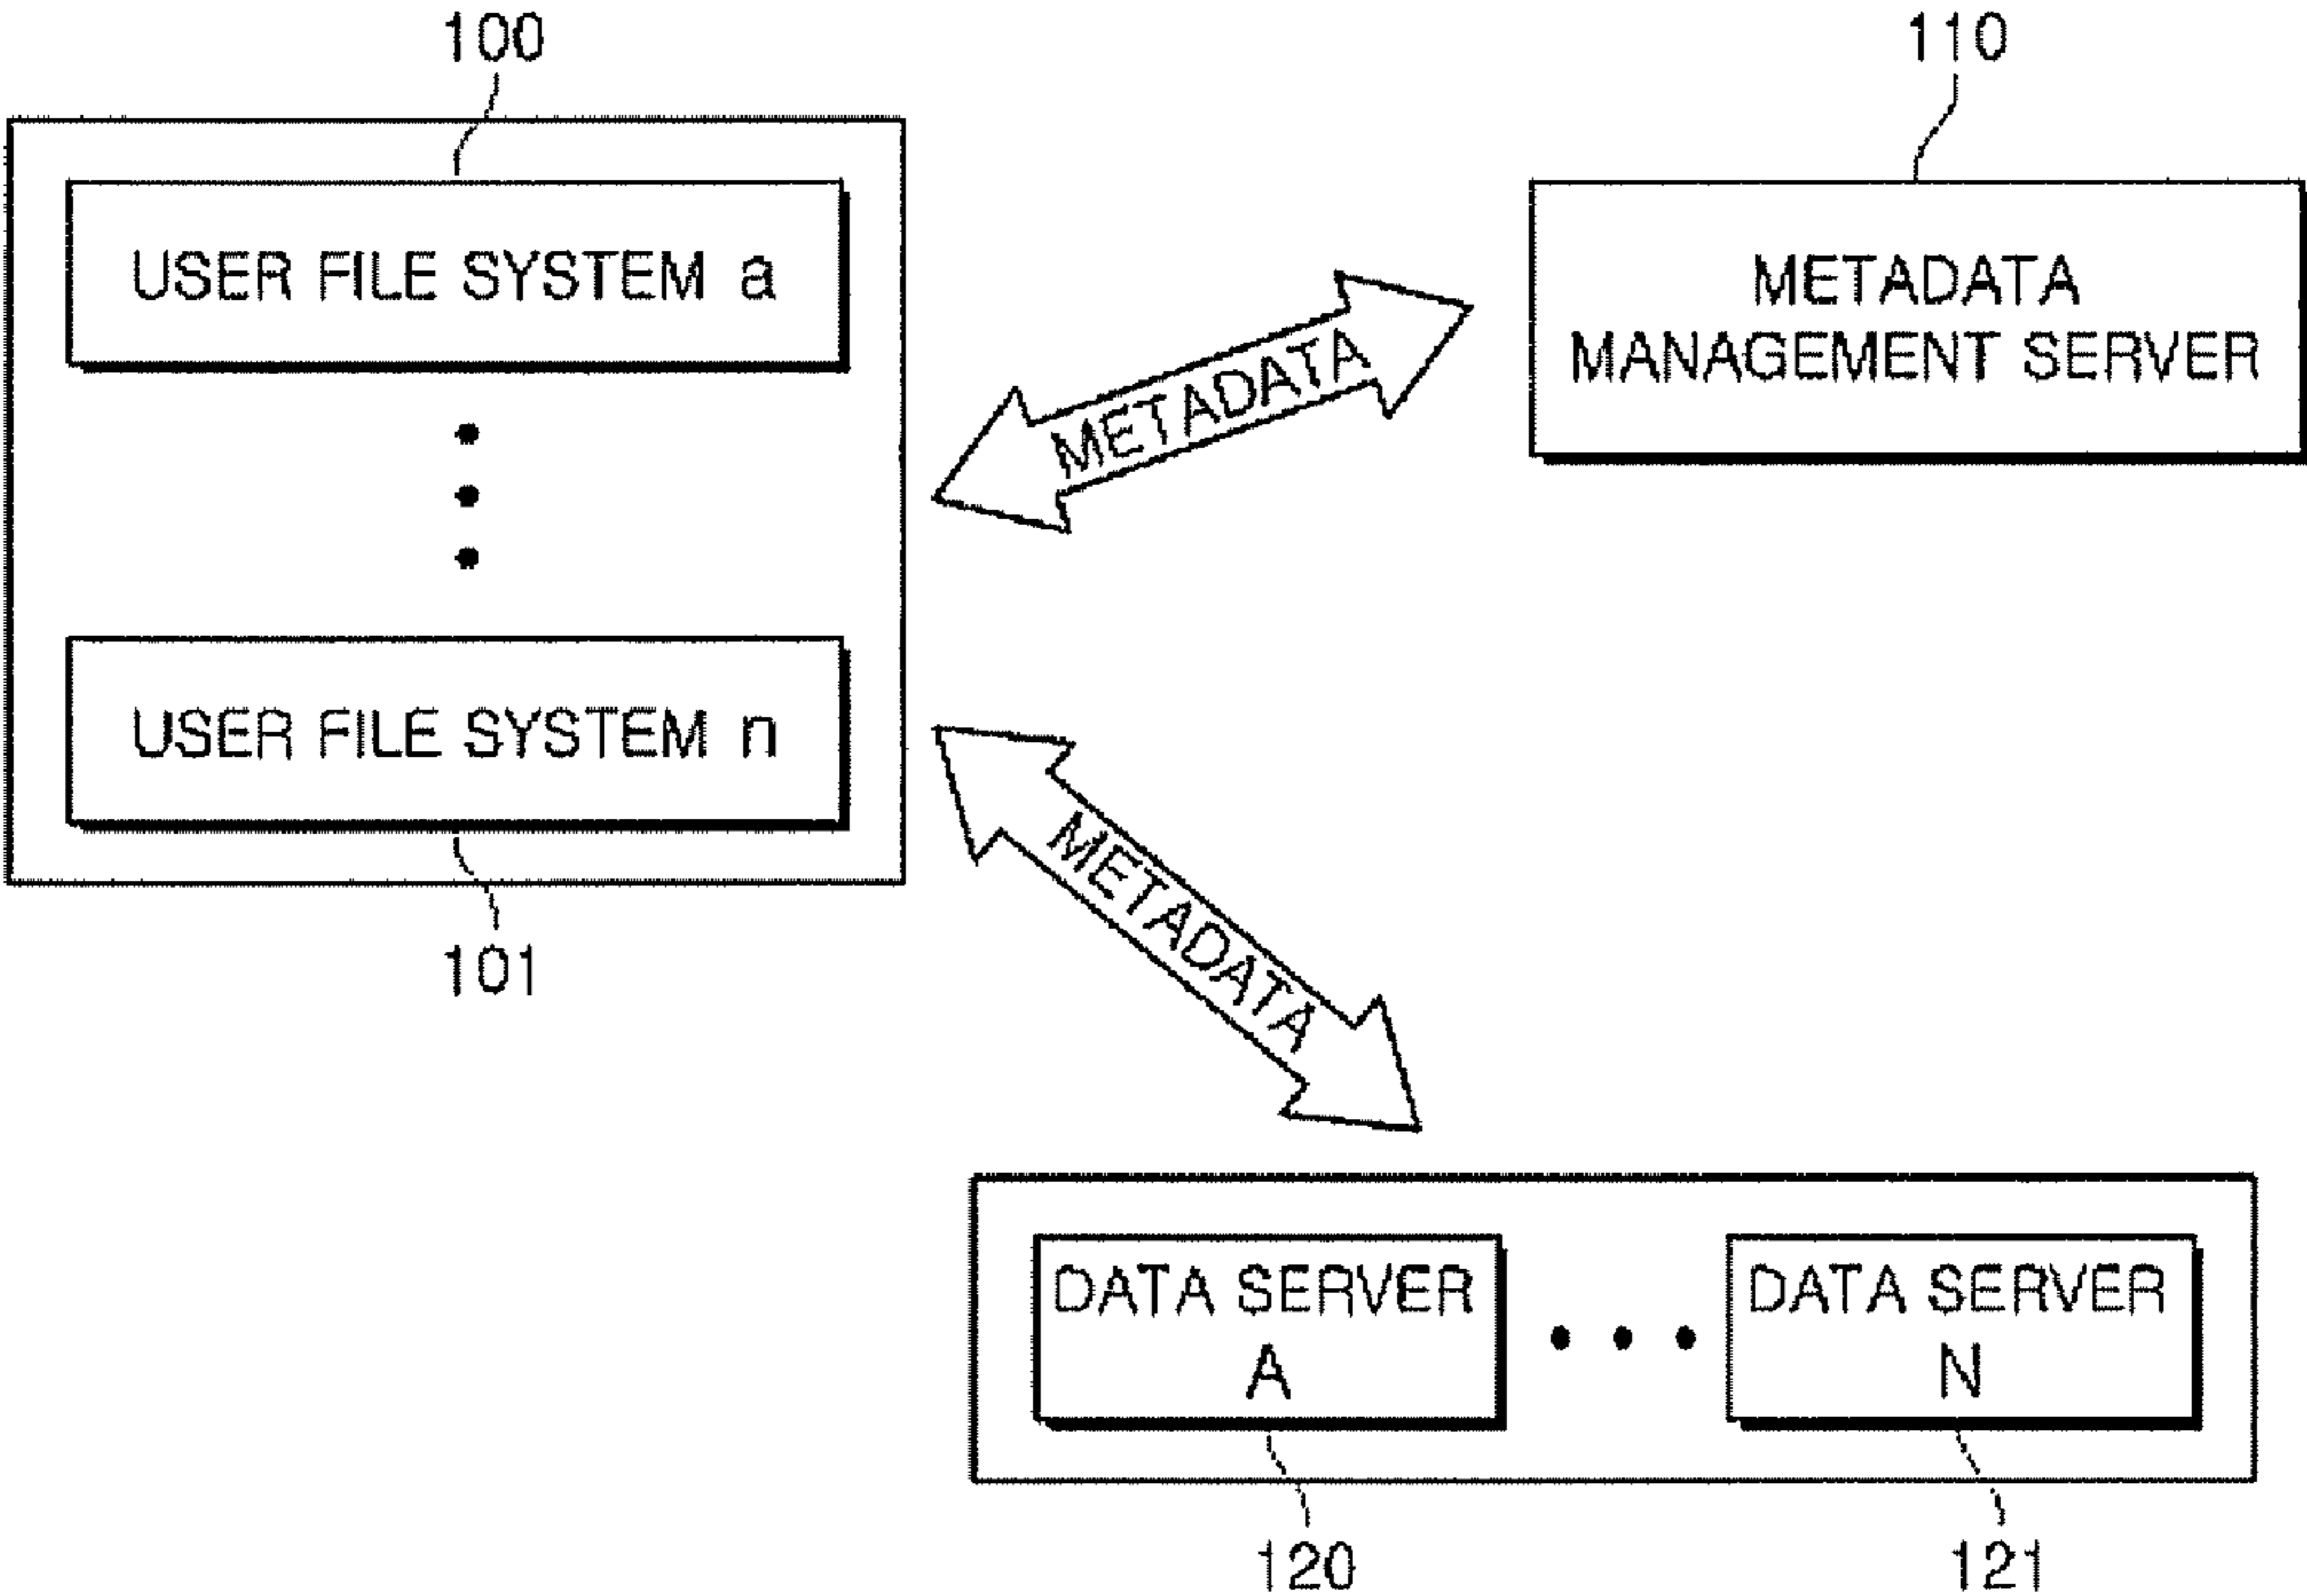 100
110
USER FILE SYSTEM a
METADATA
MANAGEMENT SERVER
METADATA
USER FILE SYSTEM n
101
METADATA
DATA SERVER
A
DATA SERVER
N
120
121